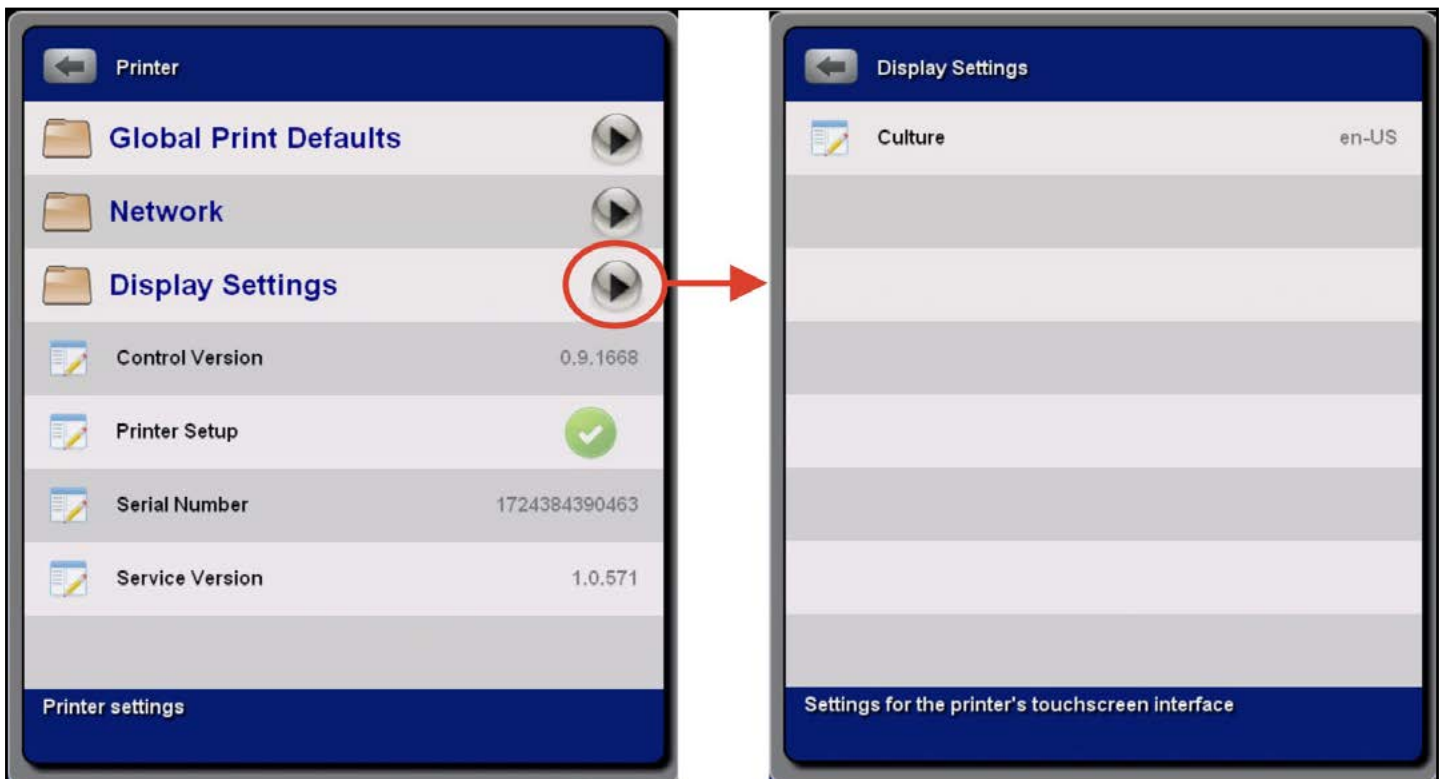 Printer
Global Print Defaults
Network
Display Settings
Control Version 0.9.1668
Printer Setup
Serial Number 1724384390463
Service Version 1.0.571
Printer settings
Display Settings
Culture en-US
Settings for the printer's touchscreen interface